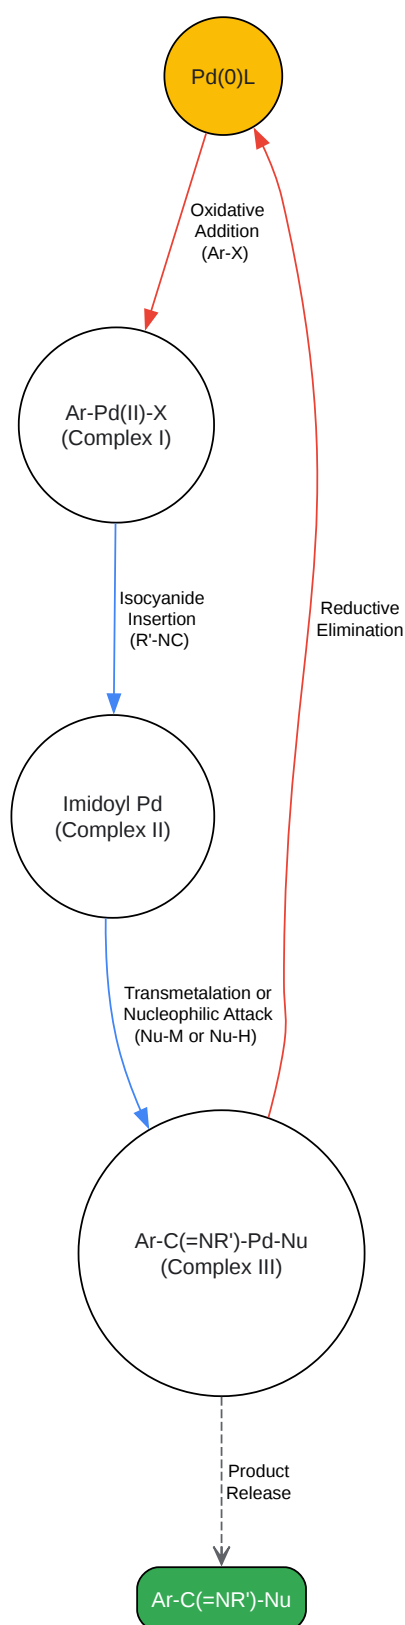 Pd(0)L
Oxidative
Addition
(Ar-X)
Ar-Pd(II)-X
(Complex I)
Isocyanide
Insertion
(R'-NC)
Reductive
Elimination
Imidoyl Pd
(Complex II)
Transmetalation or
Nucleophilic Attack
(Nu-M or Nu-H)
Ar-C(=NR')-Pd-Nu
(Complex III)
Product
Release
Ar-C(=NR')-Nu